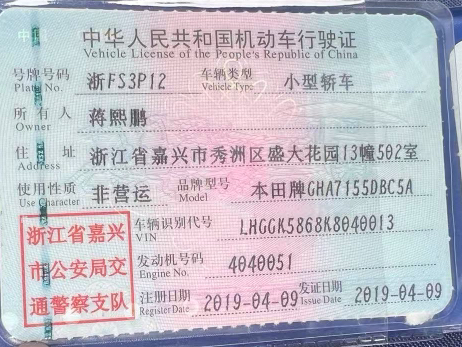 中华人民共和国机动车行驶证
Vehicle License of the People's Republic of China
号牌号码 浙FS3P12 车辆类型 小型轿车
Plate No. Vehicle Type
所有人 蒋熙鹏
Owner
住址 浙江省嘉兴市秀洲区盛大花园13幢502室
Address
使用性质 非营运 品牌型号 本田牌GHA7155DBC5A
Use Character Model
浙江省嘉兴
市公安局交
通警察支队
车辆识别代号 LHGGK5868K8040013
VIN
发动机号码 4040051
Engine No.
注册日期 2019-04-09 发证日期 2019-04-09
Register Date Issue Date